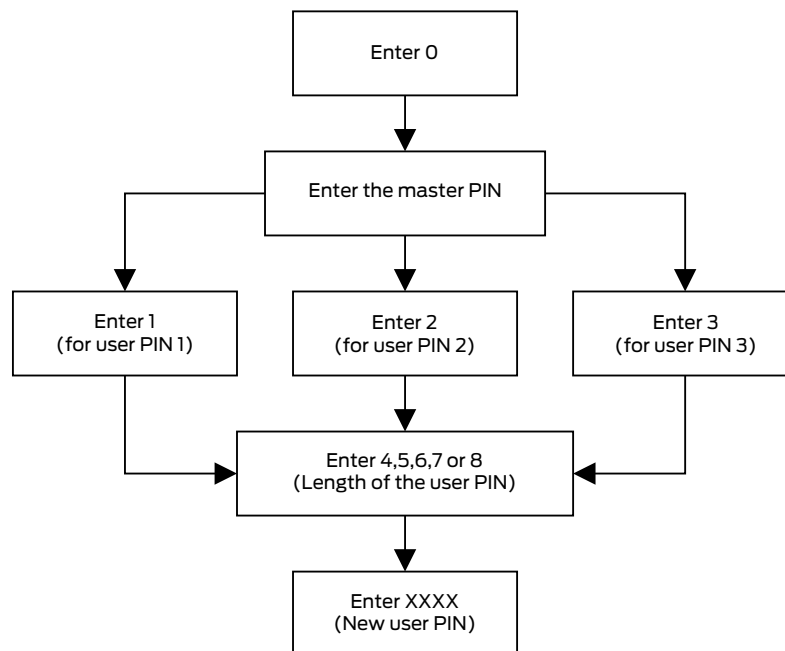 Enter 0
Enter the master PIN
Enter 1
(for user PIN 1)
Enter 2
(for user PIN 2)
Enter 3
(for user PIN 3)
Enter 4,5,6,7 or 8
(Length of the user PIN)
Enter XXXX
(New user PIN)